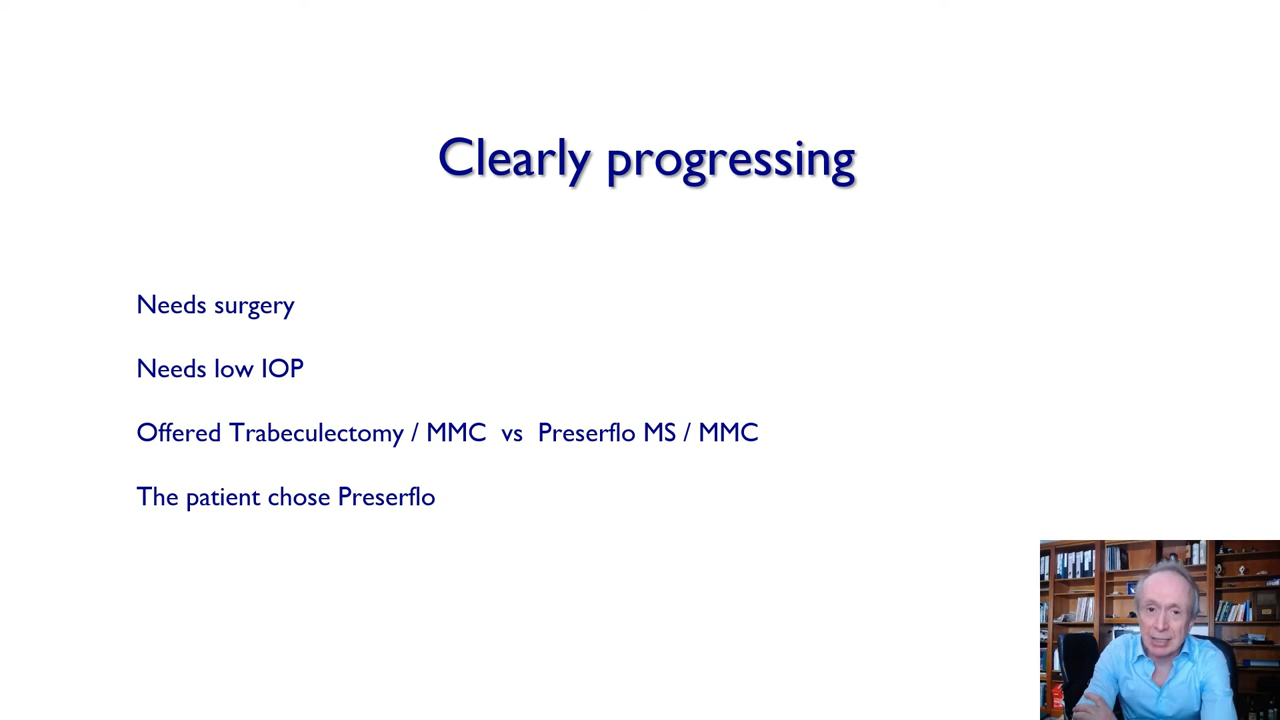 Clearly progressing
Needs surgery
Needs low IOP
Offered Trabeculectomy / MMC vs Preserflo MS / MMC
The patient chose Preserflo